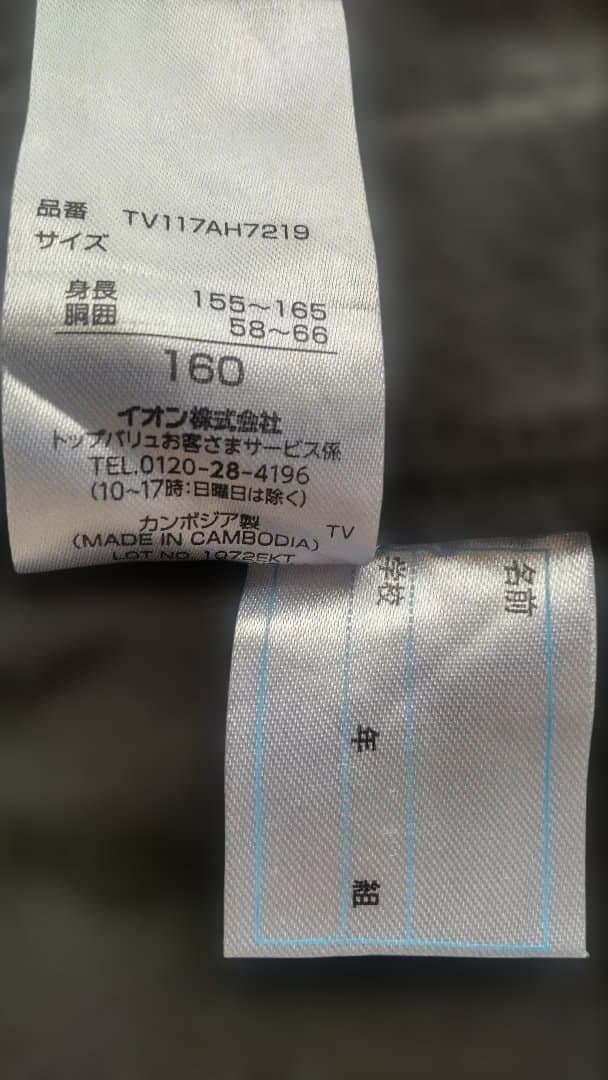 品番 TV117AH7219
サイズ
身長 155~165
胴囲 58~66
160
イオン株式会社
トップバリュお客さまサービス係
TEL.0120-28-4196
(10~17時:日曜日は除く)
カンボジア製 TV
(MADE IN CAMBODIA)
LOT NO. 1072EKT
名前
学校
年 組